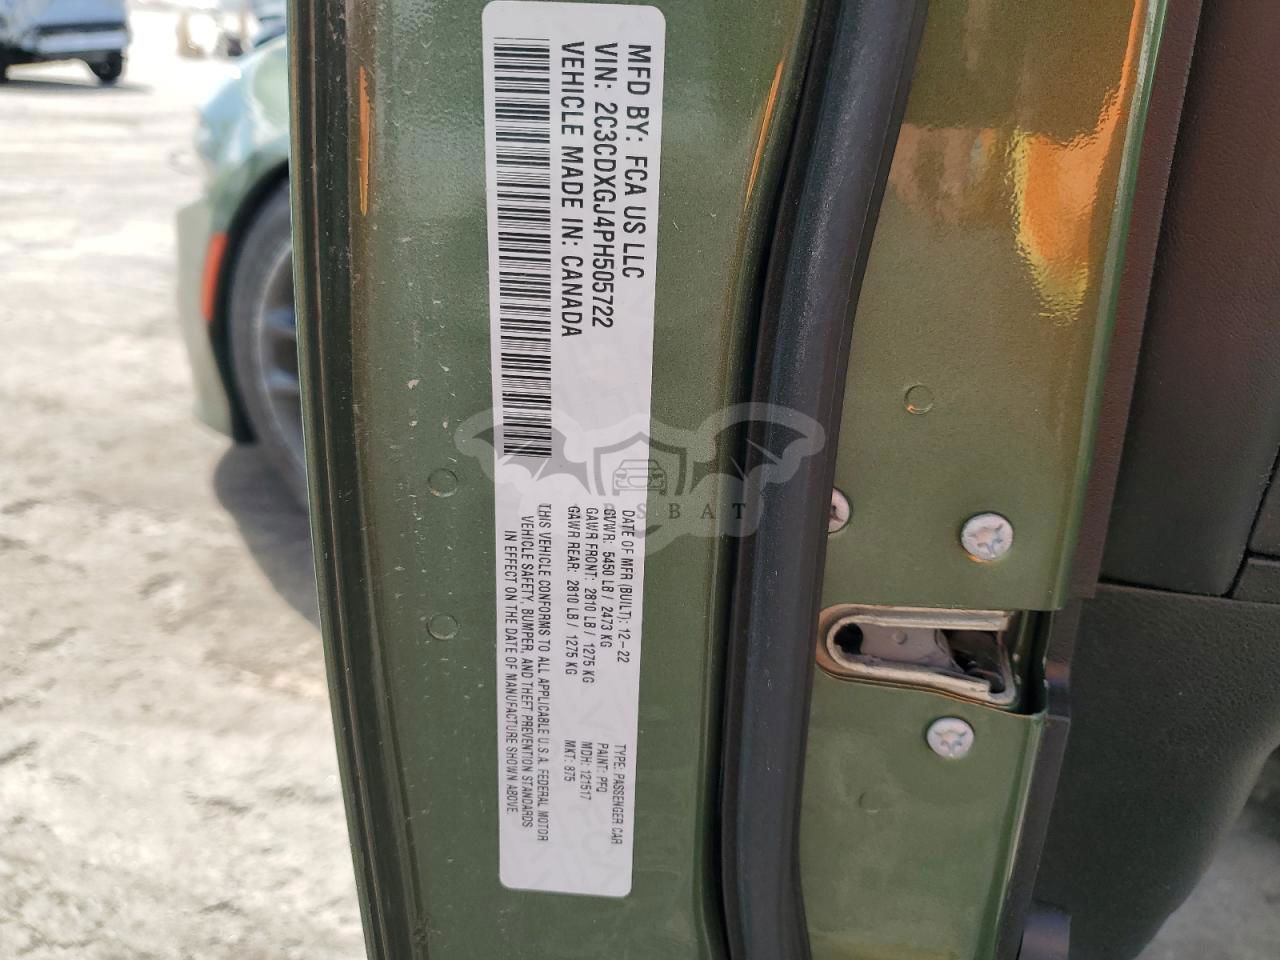 MFD BY: FCA US LLC
VIN: 2C3CDXGJ4PH505722
VEHICLE MADE IN: CANADA
DATE OF MFR (BUILT): 12-22
GVWR: 5450 LB / 2473 KG
GAWR FRONT: 2810 LB / 1275 KG
GAWR REAR: 2810 LB / 1275 KG
THIS VEHICLE CONFORMS TO ALL APPLICABLE U.S.A. FEDERAL MOTOR
VEHICLE SAFETY, BUMPER, AND THEFT PREVENTION STANDARDS
IN EFFECT ON THE DATE OF MANUFACTURE SHOWN ABOVE.
TYPE: PASSENGER CAR
PAINT: PFQ
MDH: 121517
MKT: 875